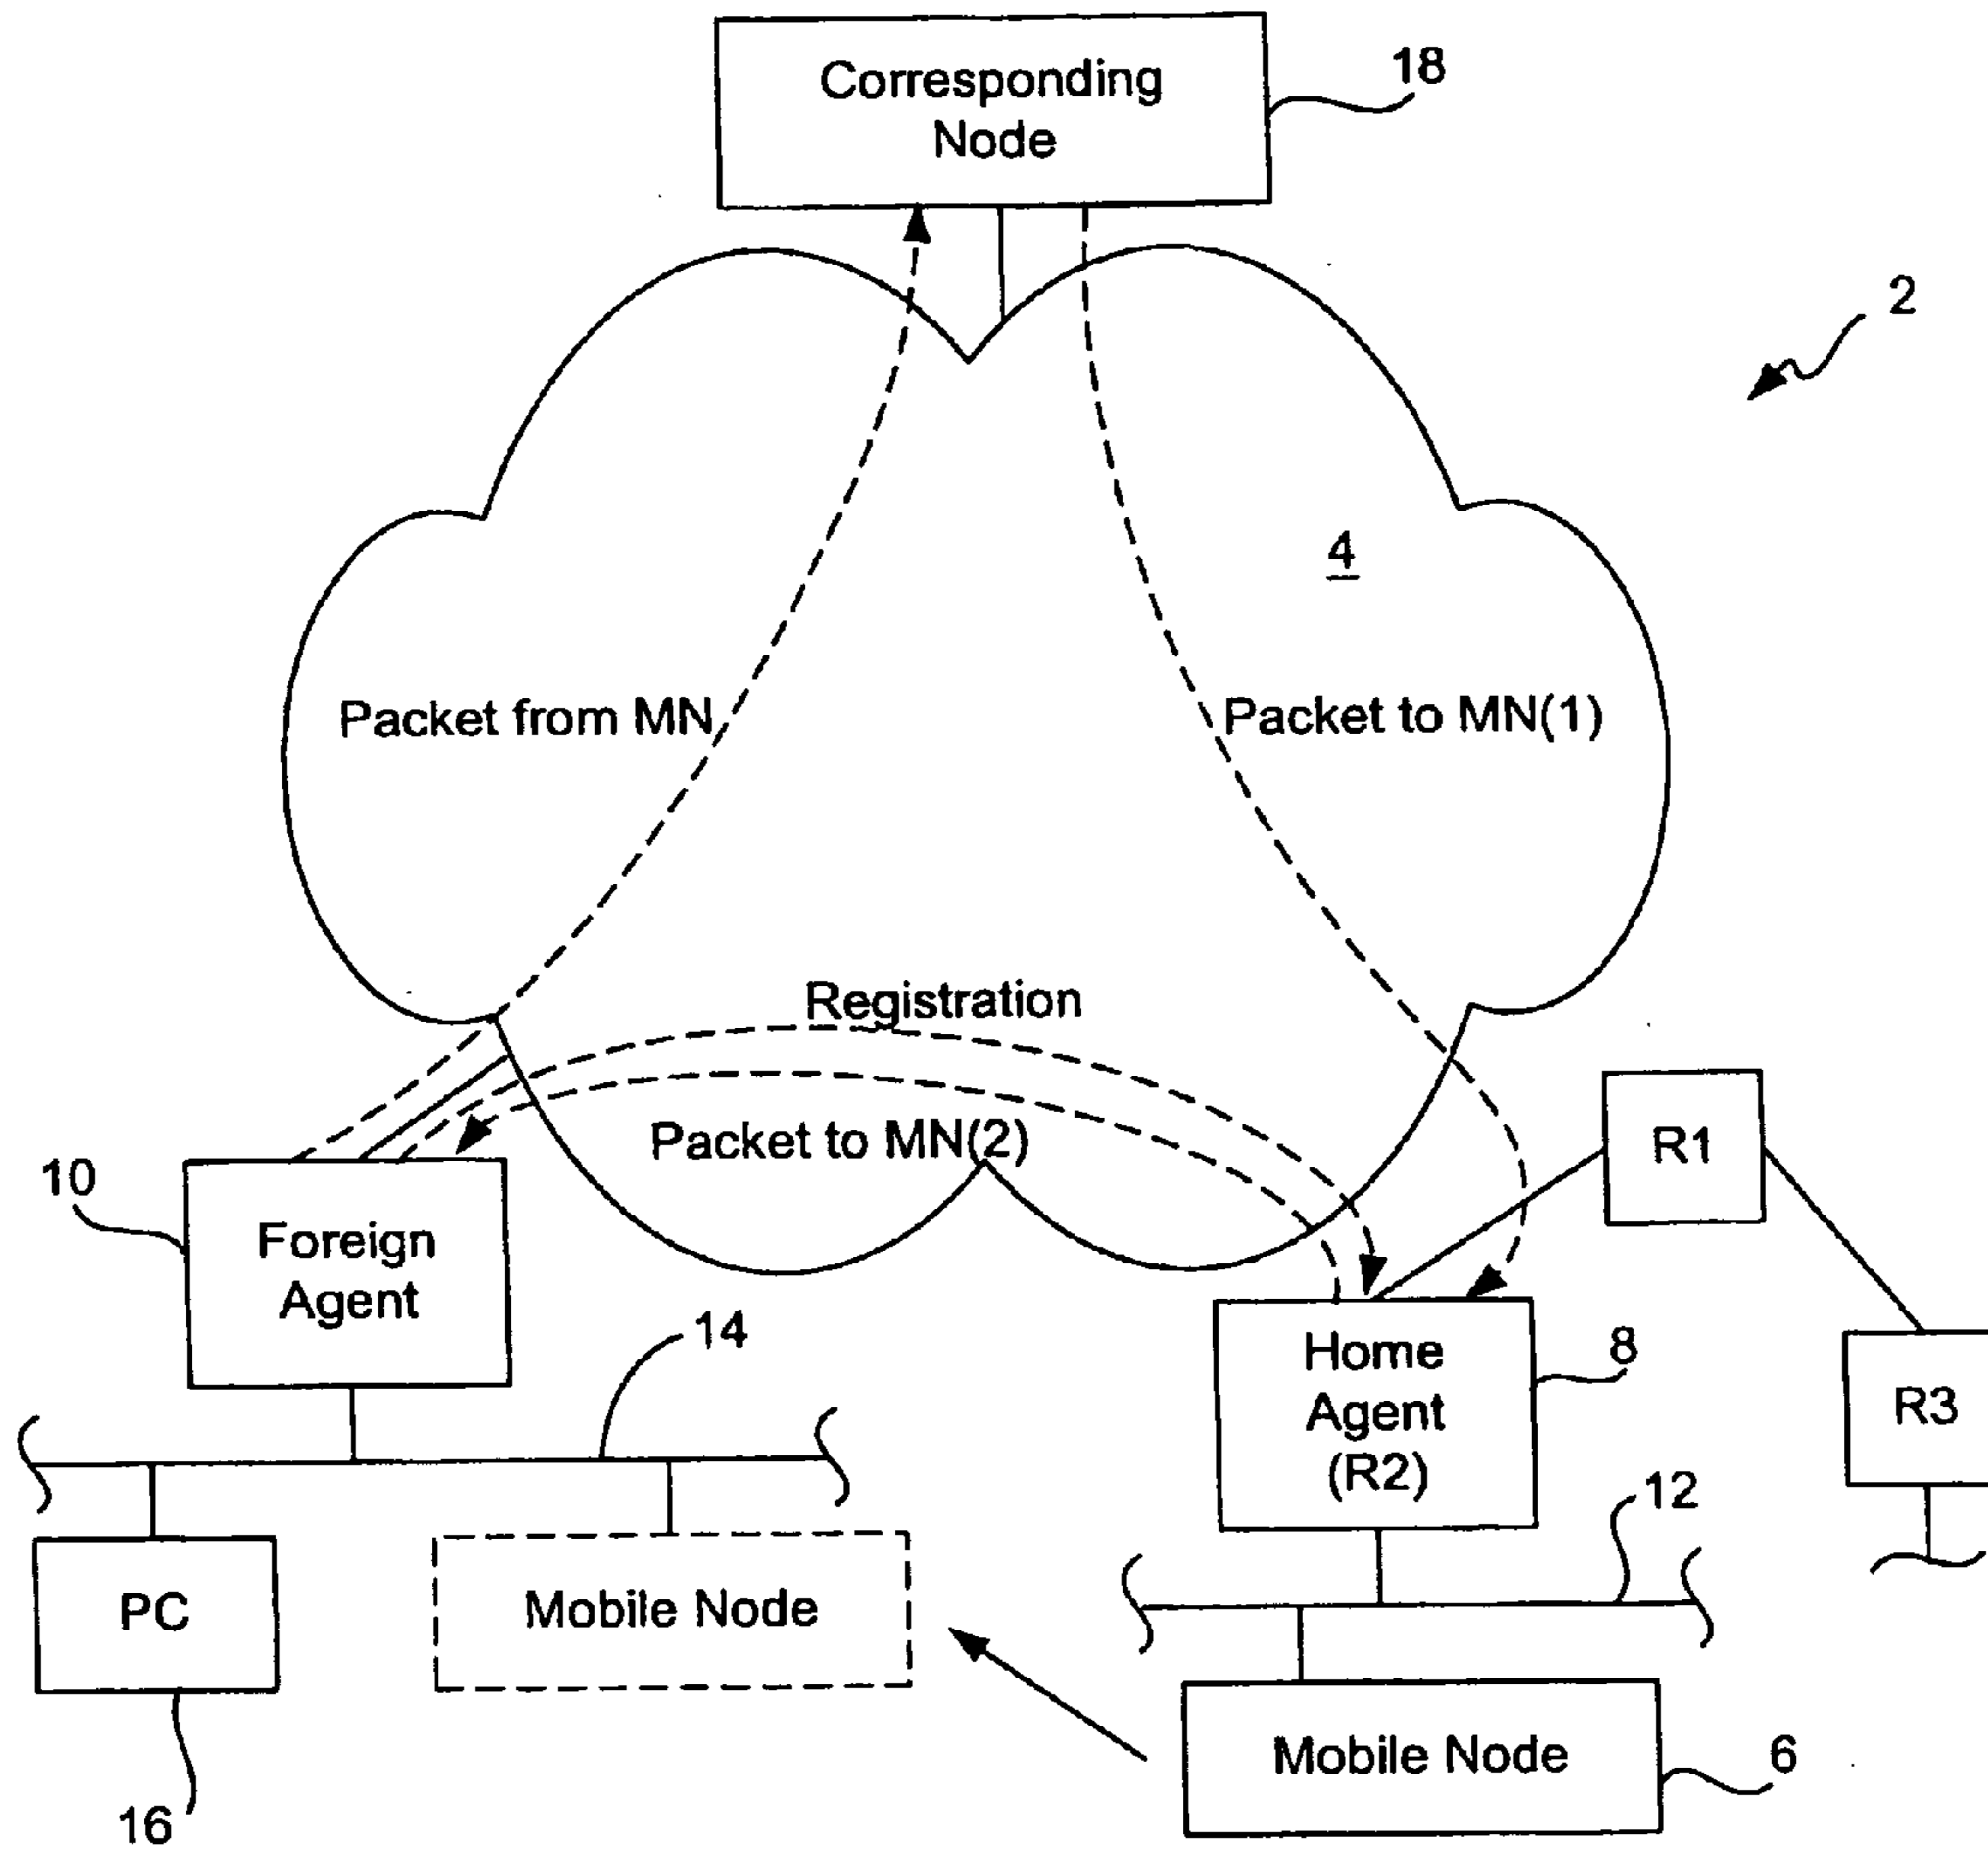 Corresponding
Node
18
2
4
Packet from MN
Packet to MN(1)
Registration
Packet to MN(2)
R1
10
Foreign
Agent
14
Home
Agent
(R2)
8
R3
12
PC
Mobile Node
Mobile Node
6
16